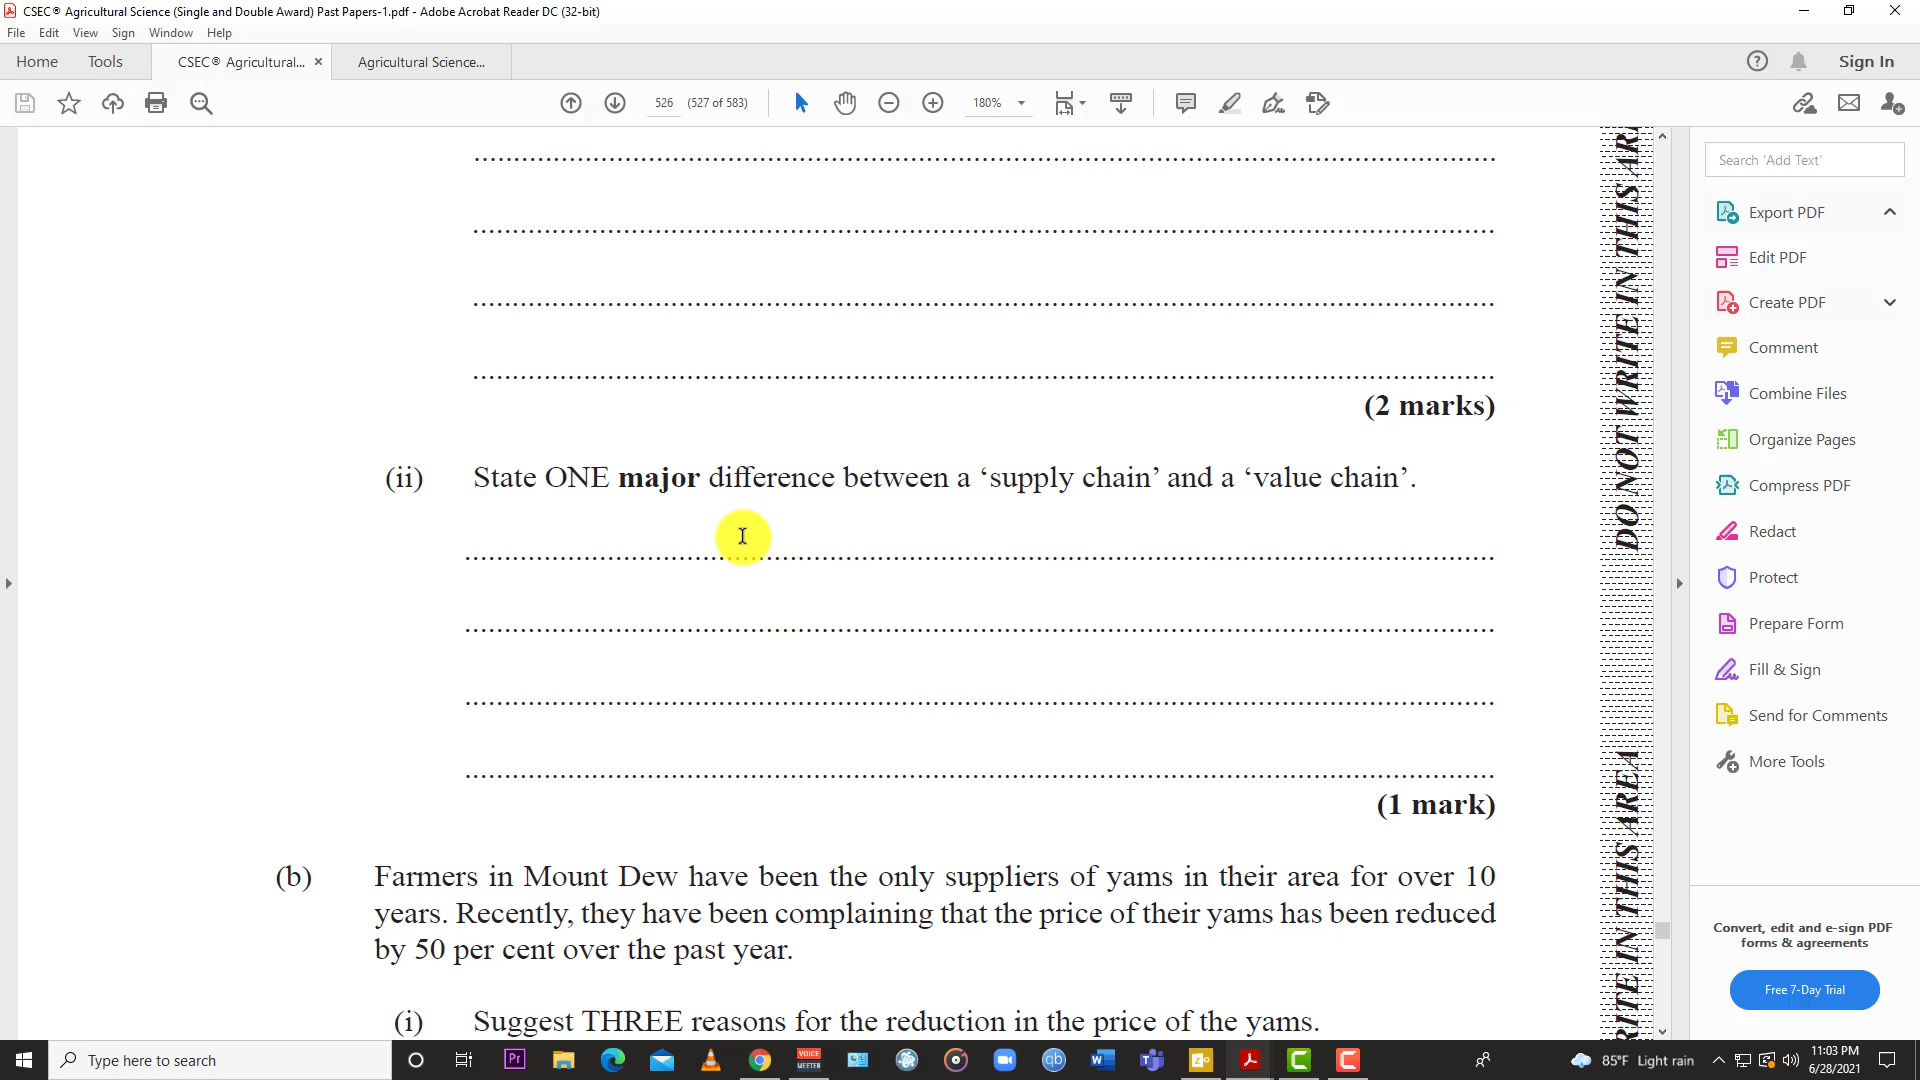 CSEC® Agricultural Science (Single and Double Award) Past Papers-1.pdf - Adobe Acrobat Reader DC (32-bit)
File Edit View Sign Window Help
Home Tools CSEC® Agricultural... × Agricultural Science... Sign In
526 (527 of 583) 180%
Search 'Add Text'
Export PDF
Edit PDF
Create PDF
Comment
Combine Files
Organize Pages
Compress PDF
Redact
Protect
Prepare Form
Fill & Sign
Send for Comments
More Tools
Convert, edit and e-sign PDF
forms & agreements
Free 7-Day Trial
(2 marks)
(ii) State ONE major difference between a ‘supply chain’ and a ‘value chain’.
(1 mark)
(b) Farmers in Mount Dew have been the only suppliers of yams in their area for over 10
years. Recently, they have been complaining that the price of their yams has been reduced
by 50 per cent over the past year.
(i) Suggest THREE reasons for the reduction in the price of the yams.
DO NOT WRITE IN THIS AR
RITE IN THIS AREA
Type here to search
Pr
VOICE
MEETER
qb
85°F Light rain
11:03 PM
6/28/2021